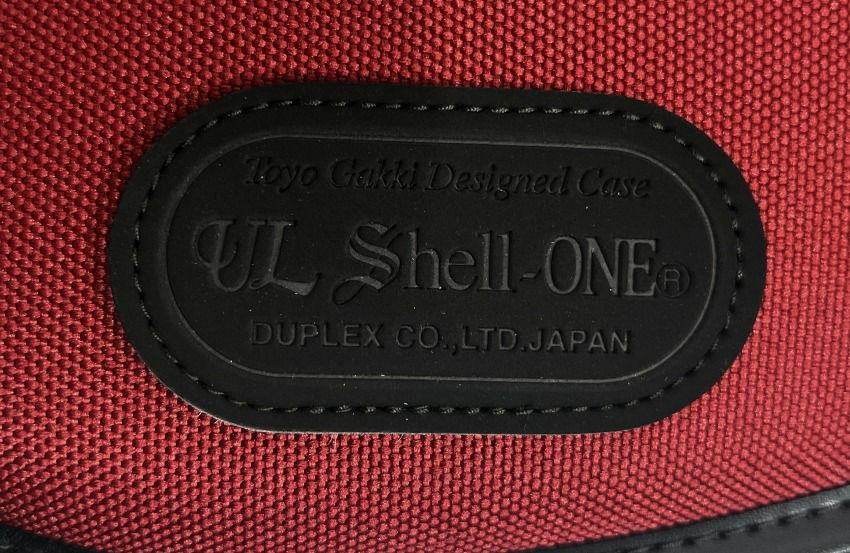 Toyo Gakki Designed Case
UL Shell-ONE®
DUPLEX CO.,LTD.JAPAN